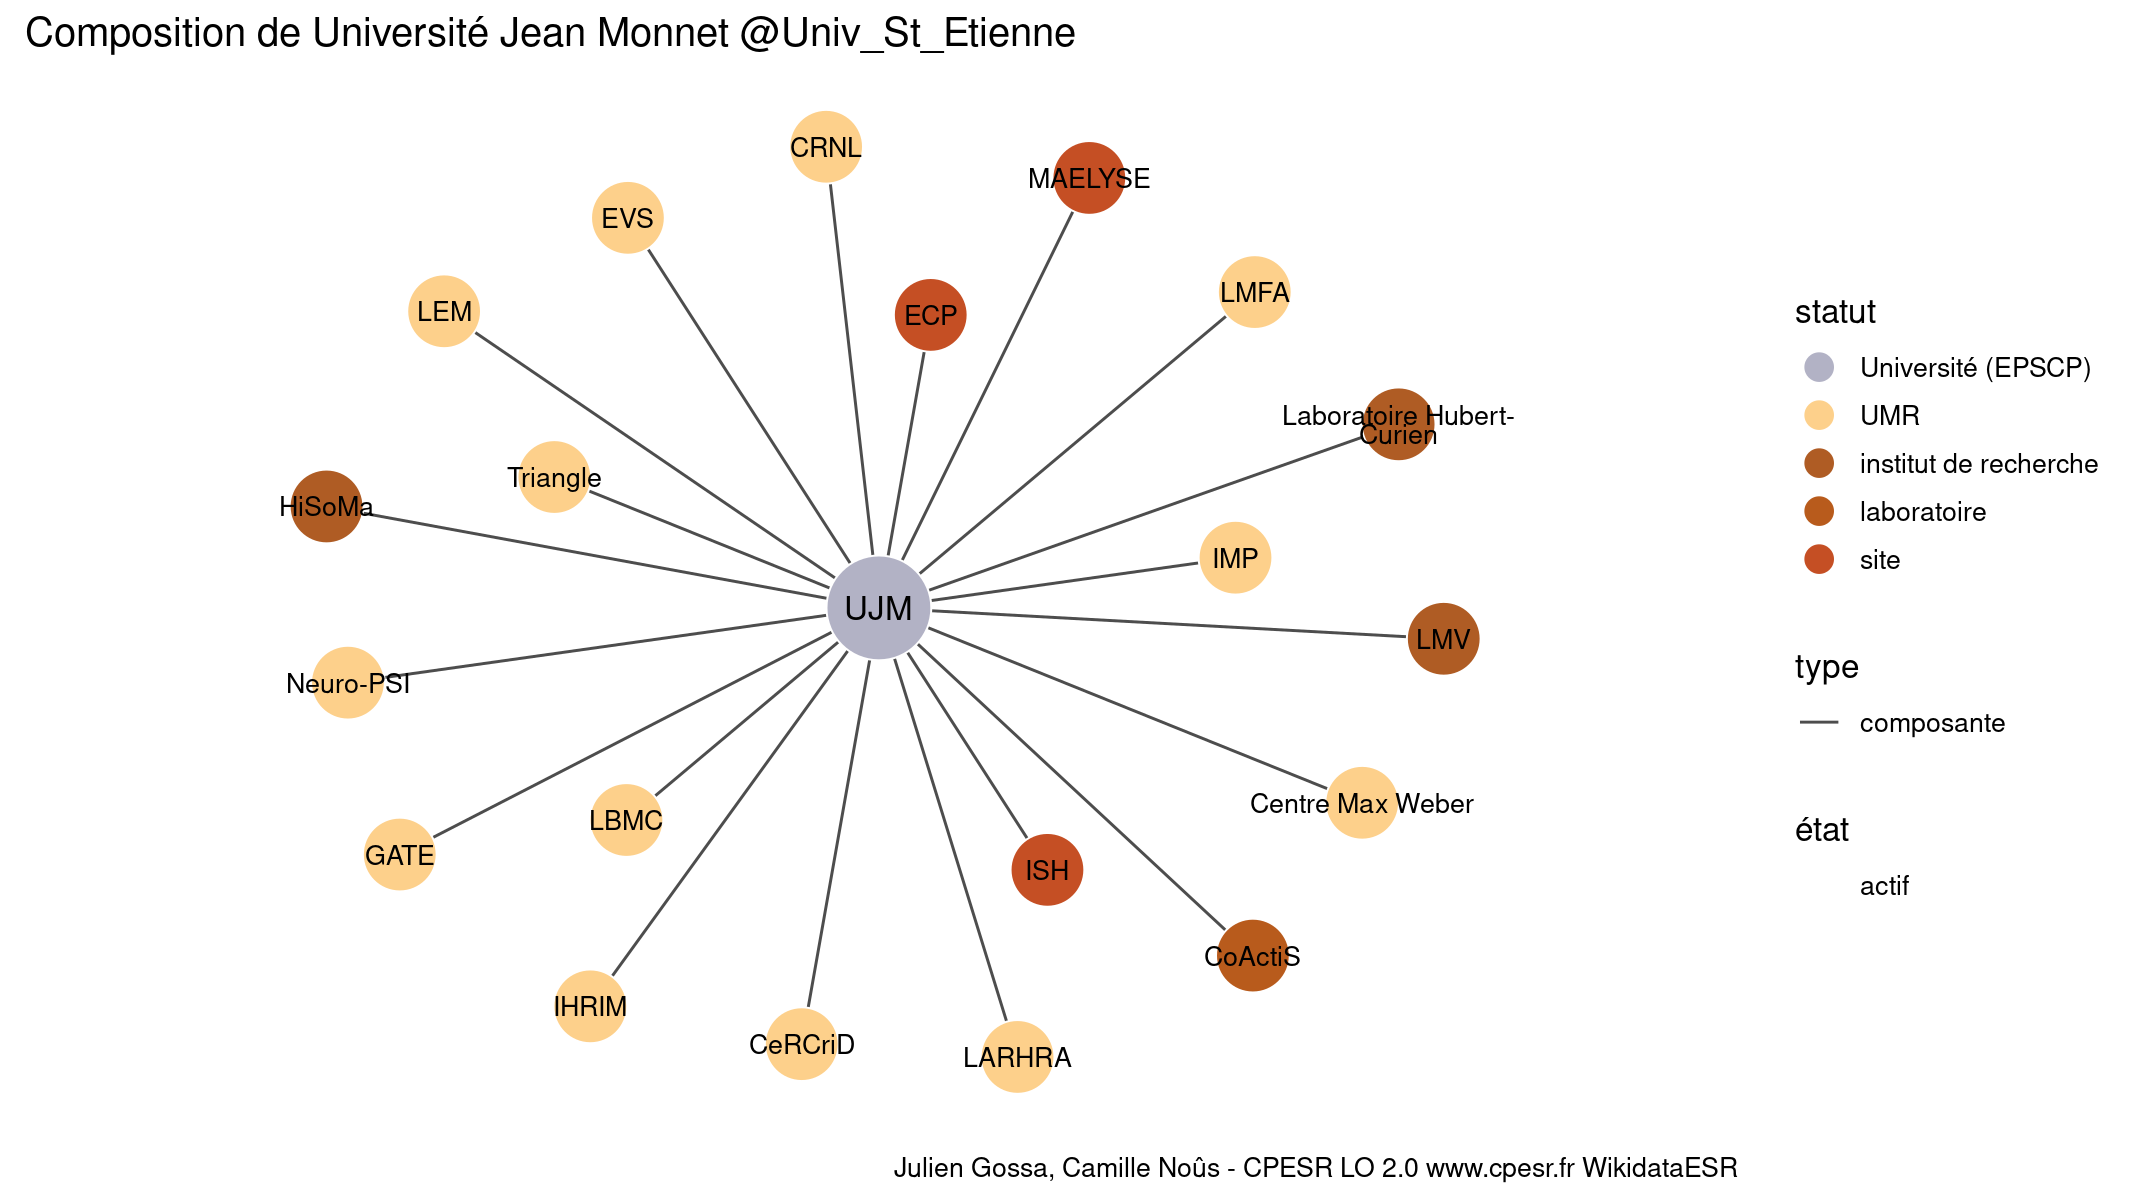 Composition de Université Jean Monnet @Univ_St_Etienne
CRNL
MAELYSE
EVS
LMFA
LEM
ECP
Laboratoire Hubert-
Curien
Triangle
HiSoMa
IMP
UJM
LMV
Neuro-PSI
Centre Max Weber
LBMC
GATE
ISH
CoActiS
IHRIM
CeRCriD
LARHRA
statut
Université (EPSCP)
UMR
institut de recherche
laboratoire
site
type
composante
état
actif
Julien Gossa, Camille Noûs - CPESR LO 2.0 www.cpesr.fr WikidataESR